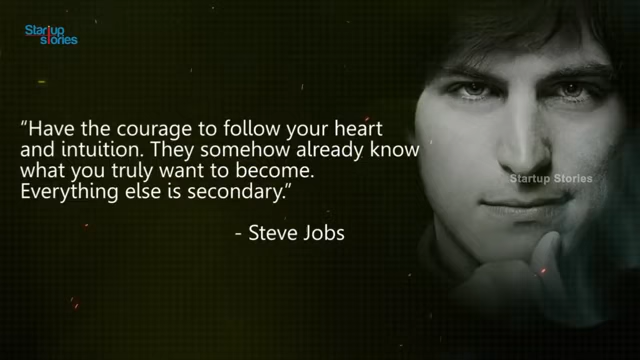 Startup
stories
“Have the courage to follow your heart
and intuition. They somehow already know
what you truly want to become.
Everything else is secondary.”
- Steve Jobs
Startup Stories